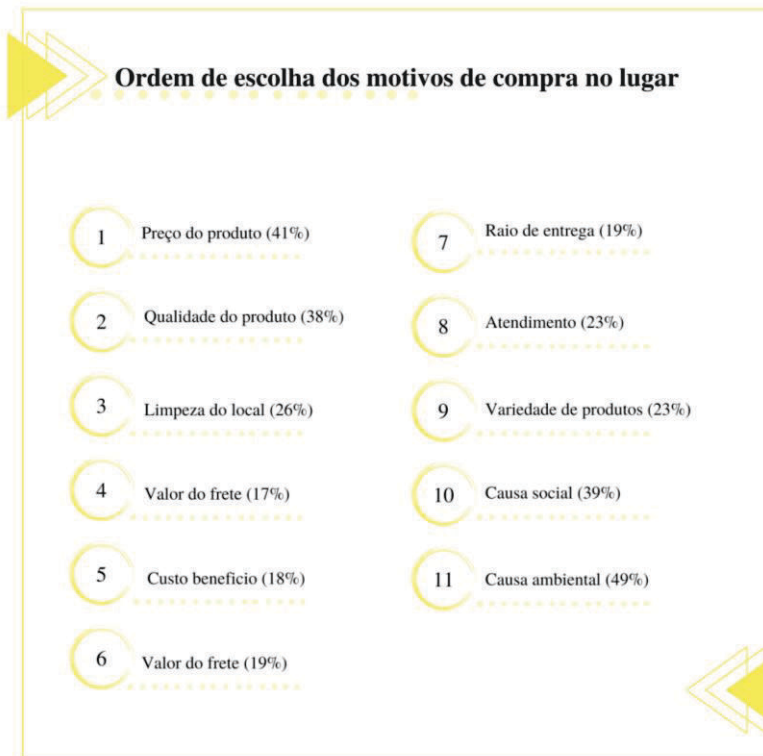 Ordem de escolha dos motivos de compra no lugar
1 Preço do produto (41%)
2 Qualidade do produto (38%)
3 Limpeza do local (26%)
4 Valor do frete (17%)
5 Custo beneficio (18%)
6 Valor do frete (19%)
7 Raio de entrega (19%)
8 Atendimento (23%)
9 Variedade de produtos (23%)
10 Causa social (39%)
11 Causa ambiental (49%)